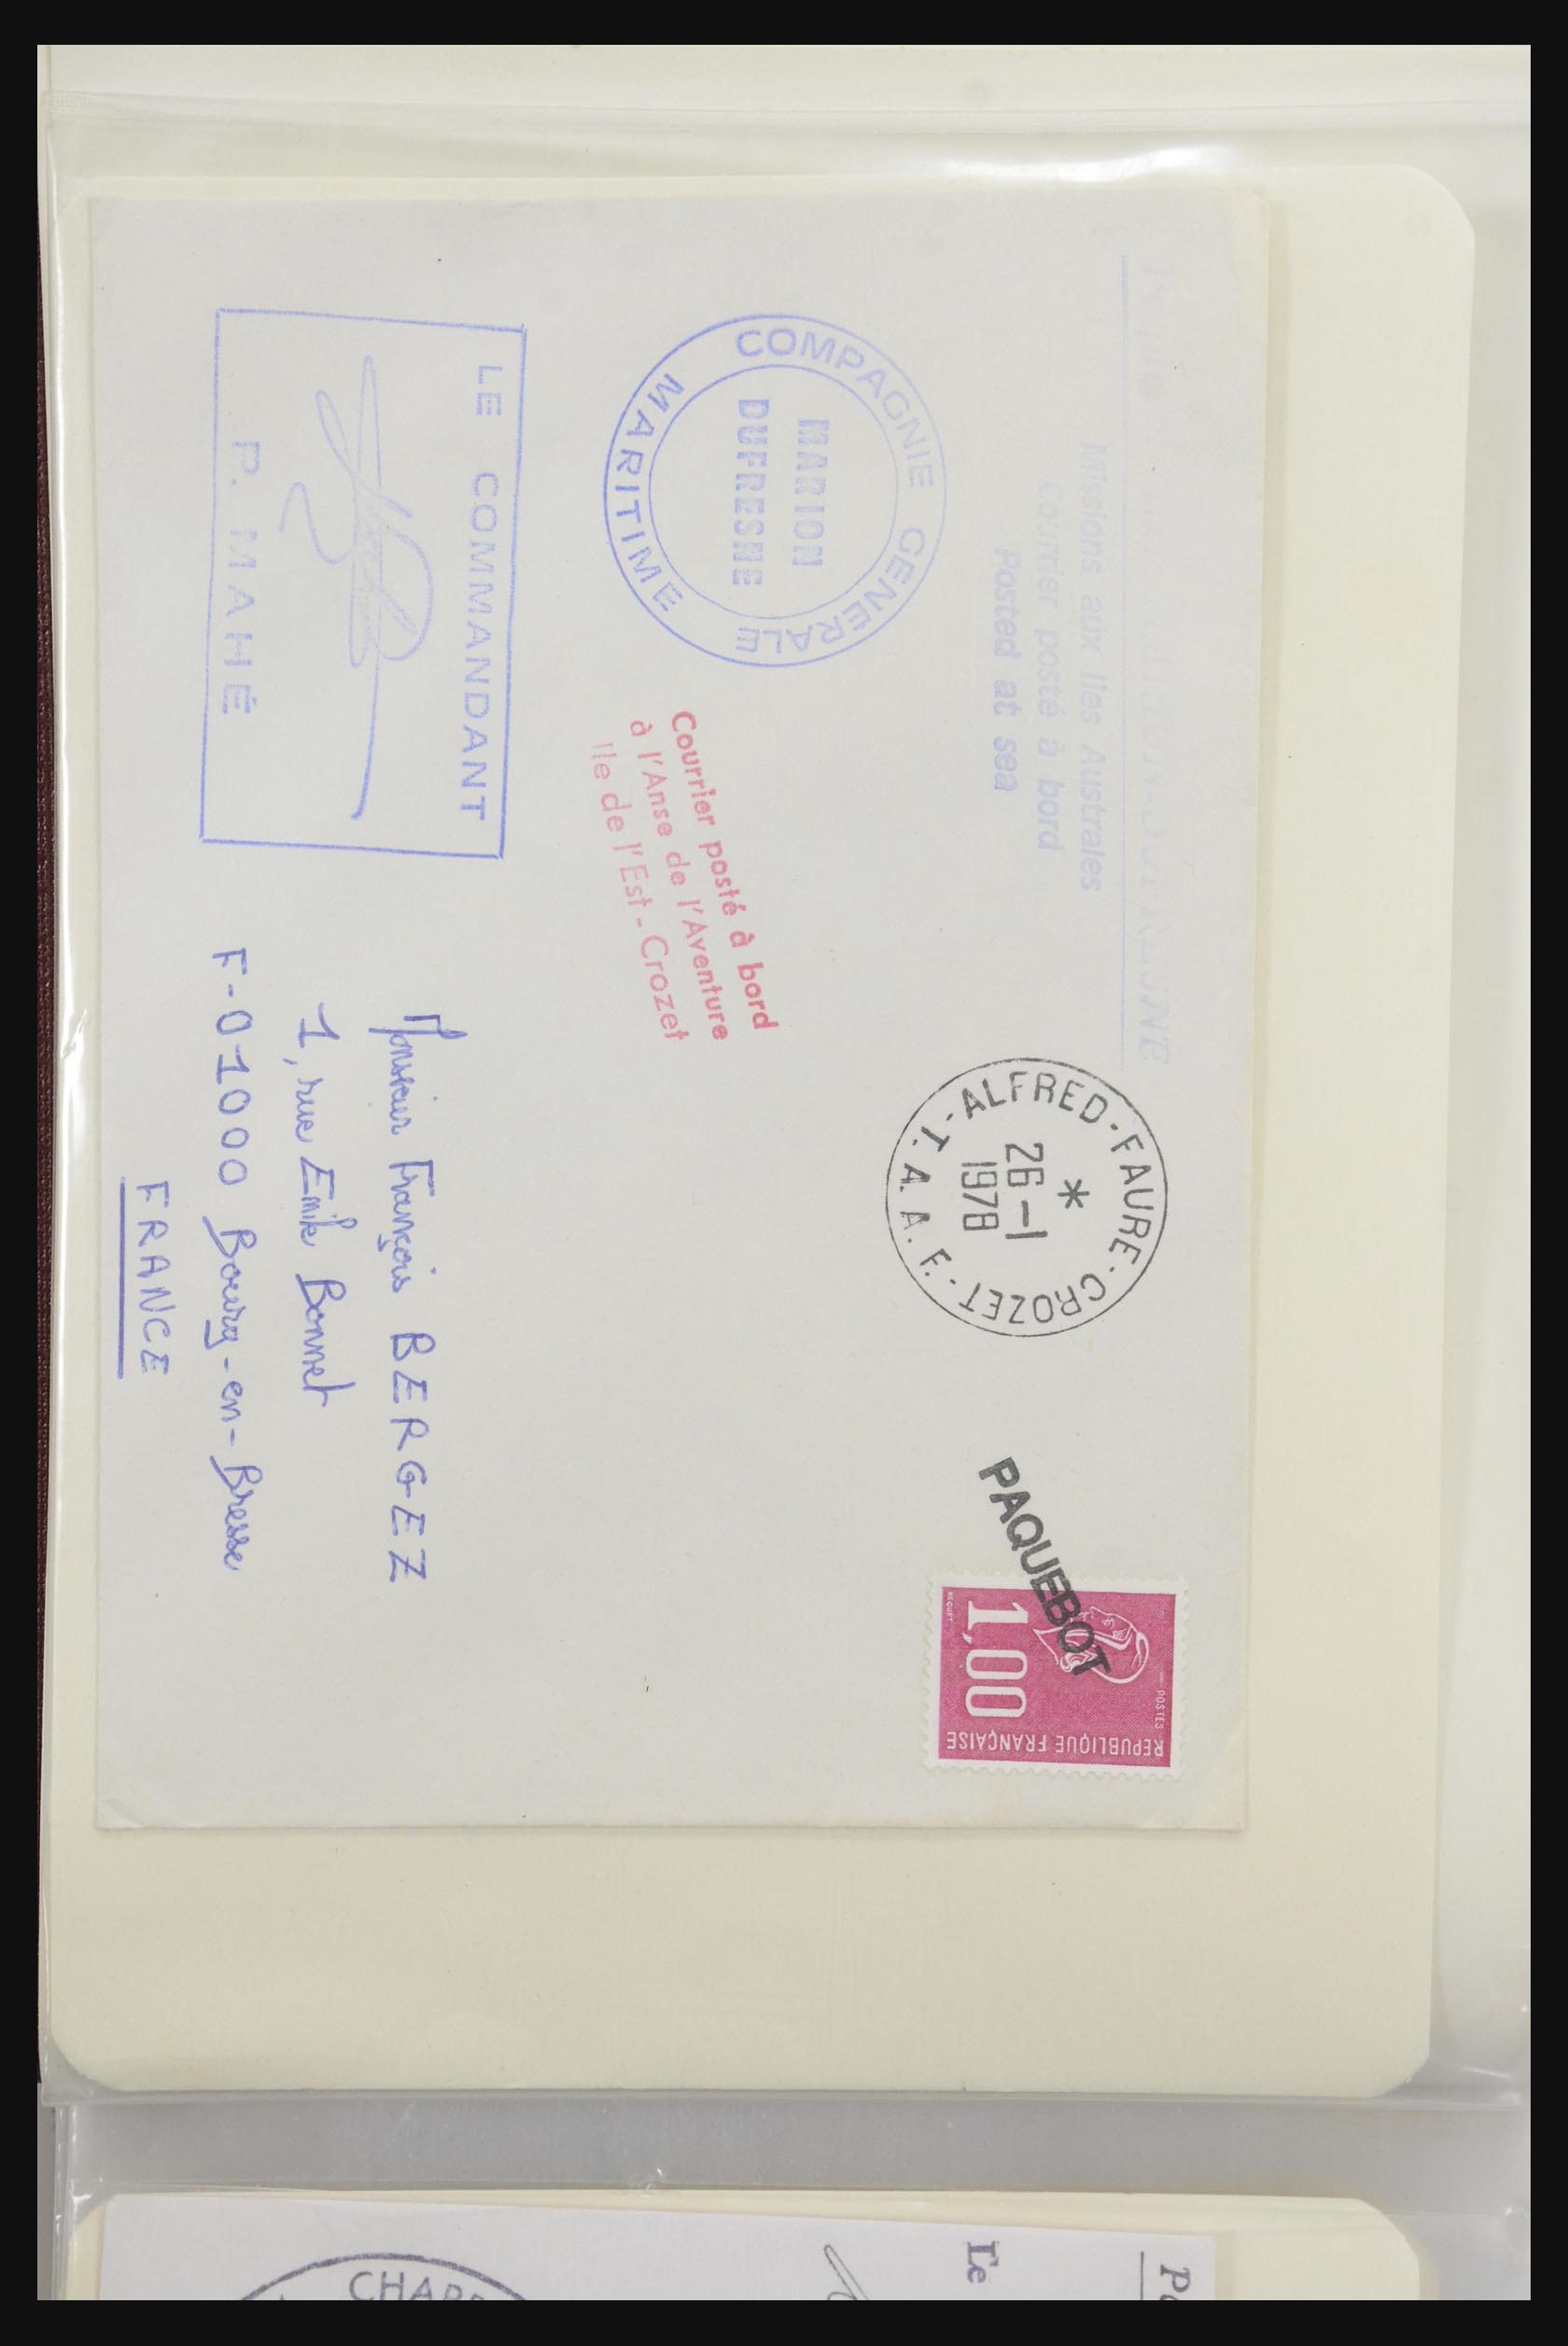 Missions aux Iles Australes
Courrier posté à bord
Posted at sea
COMPAGNIE GENERALE
MARITIME
MARION
DUFRESNE
Courrier posté à bord
à l'Anse de l'Aventure
Ile de l'Est - Crozet
ALFRED-FAURE-CROZET
T.A.A.F.
*
26-1
1978
PAQUEBOT
POSTES
REPUBLIQUE FRANÇAISE
1,00
BEQUET
LE COMMANDANT
P. MAHÉ
Monsieur François BERGEZ
1, rue Emile Bonnet
F-01000 Bourg-en-Bresse
FRANCE
Le